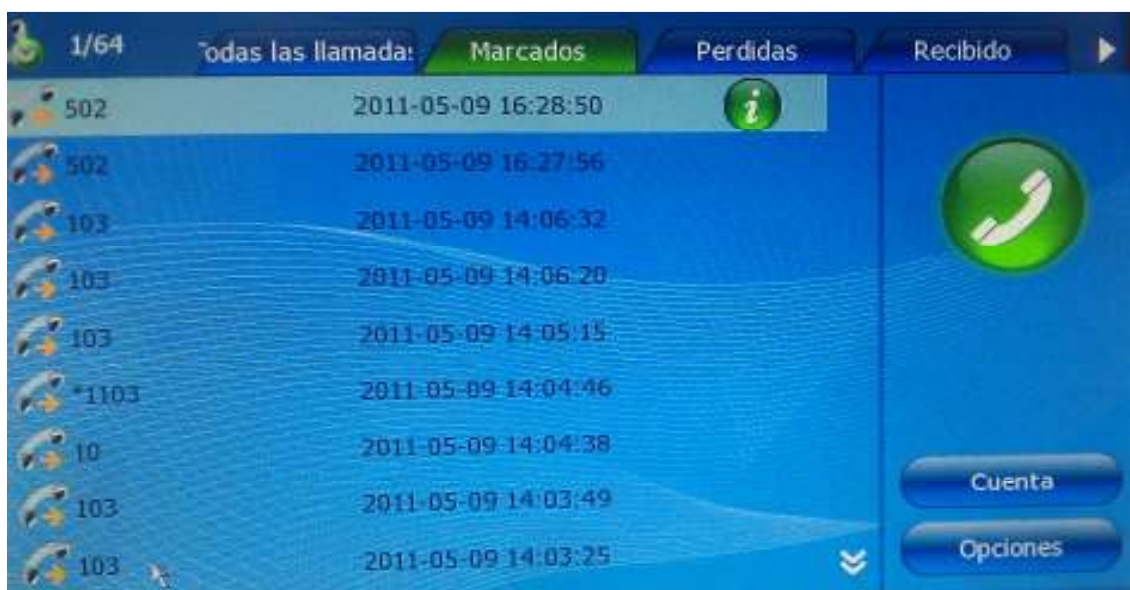 1/64 Todas las llamadas Marcados Perdidas Recibido
502 2011-05-09 16:28:50 i
502 2011-05-09 16:27:56
103 2011-05-09 14:06:32
103 2011-05-09 14:06:20
103 2011-05-09 14:05:15
*1103 2011-05-09 14:04:46
10 2011-05-09 14:04:38
103 2011-05-09 14:03:49
103 2011-05-09 14:03:25
Cuenta
Opciones